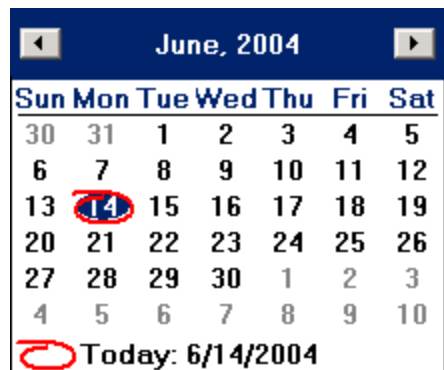 June, 2004
Sun Mon Tue Wed Thu Fri Sat
30 31 1 2 3 4 5
6 7 8 9 10 11 12
13 14 15 16 17 18 19
20 21 22 23 24 25 26
27 28 29 30 1 2 3
4 5 6 7 8 9 10
Today: 6/14/2004